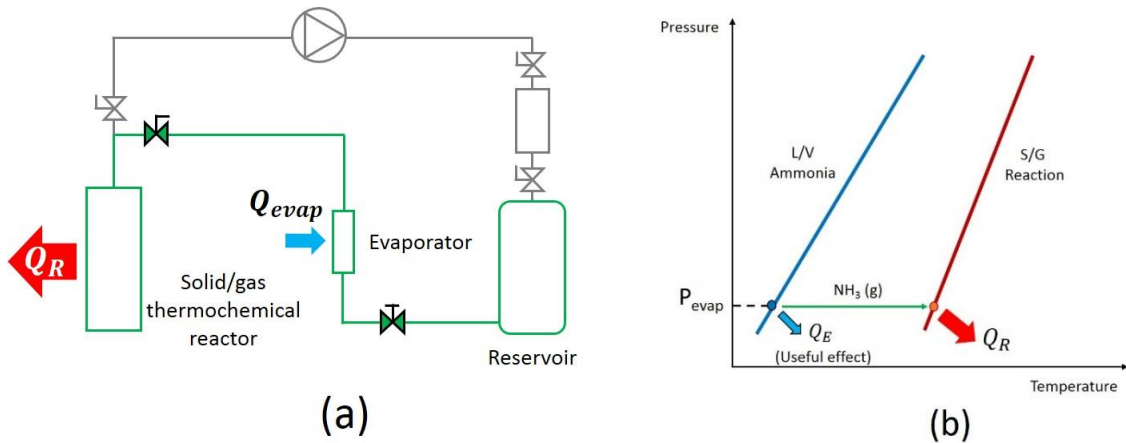 Q_evap
Evaporator
Q_R
Solid/gas
thermochemical
reactor
Reservoir
(a)
Pressure
L/V
Ammonia
S/G
Reaction
NH₃ (g)
P_evap
Q_E
(Useful effect)
Q_R
Temperature
(b)